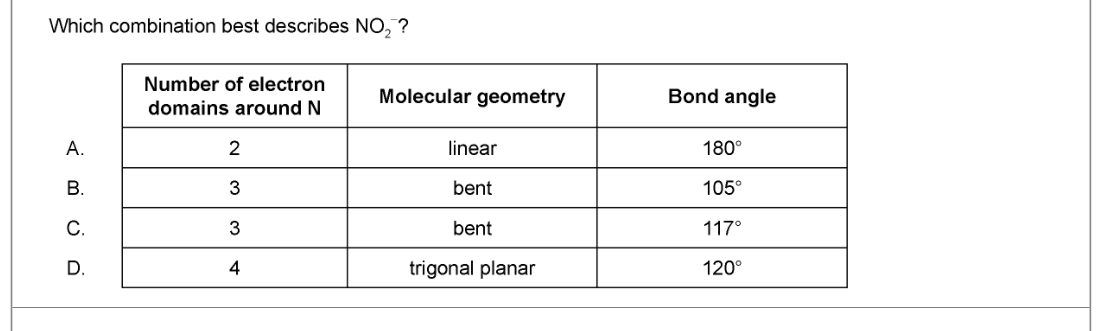 Which combination best describes NO₂⁻?
Number of electron domains around N Molecular geometry Bond angle
A. 2 linear 180°
B. 3 bent 105°
C. 3 bent 117°
D. 4 trigonal planar 120°